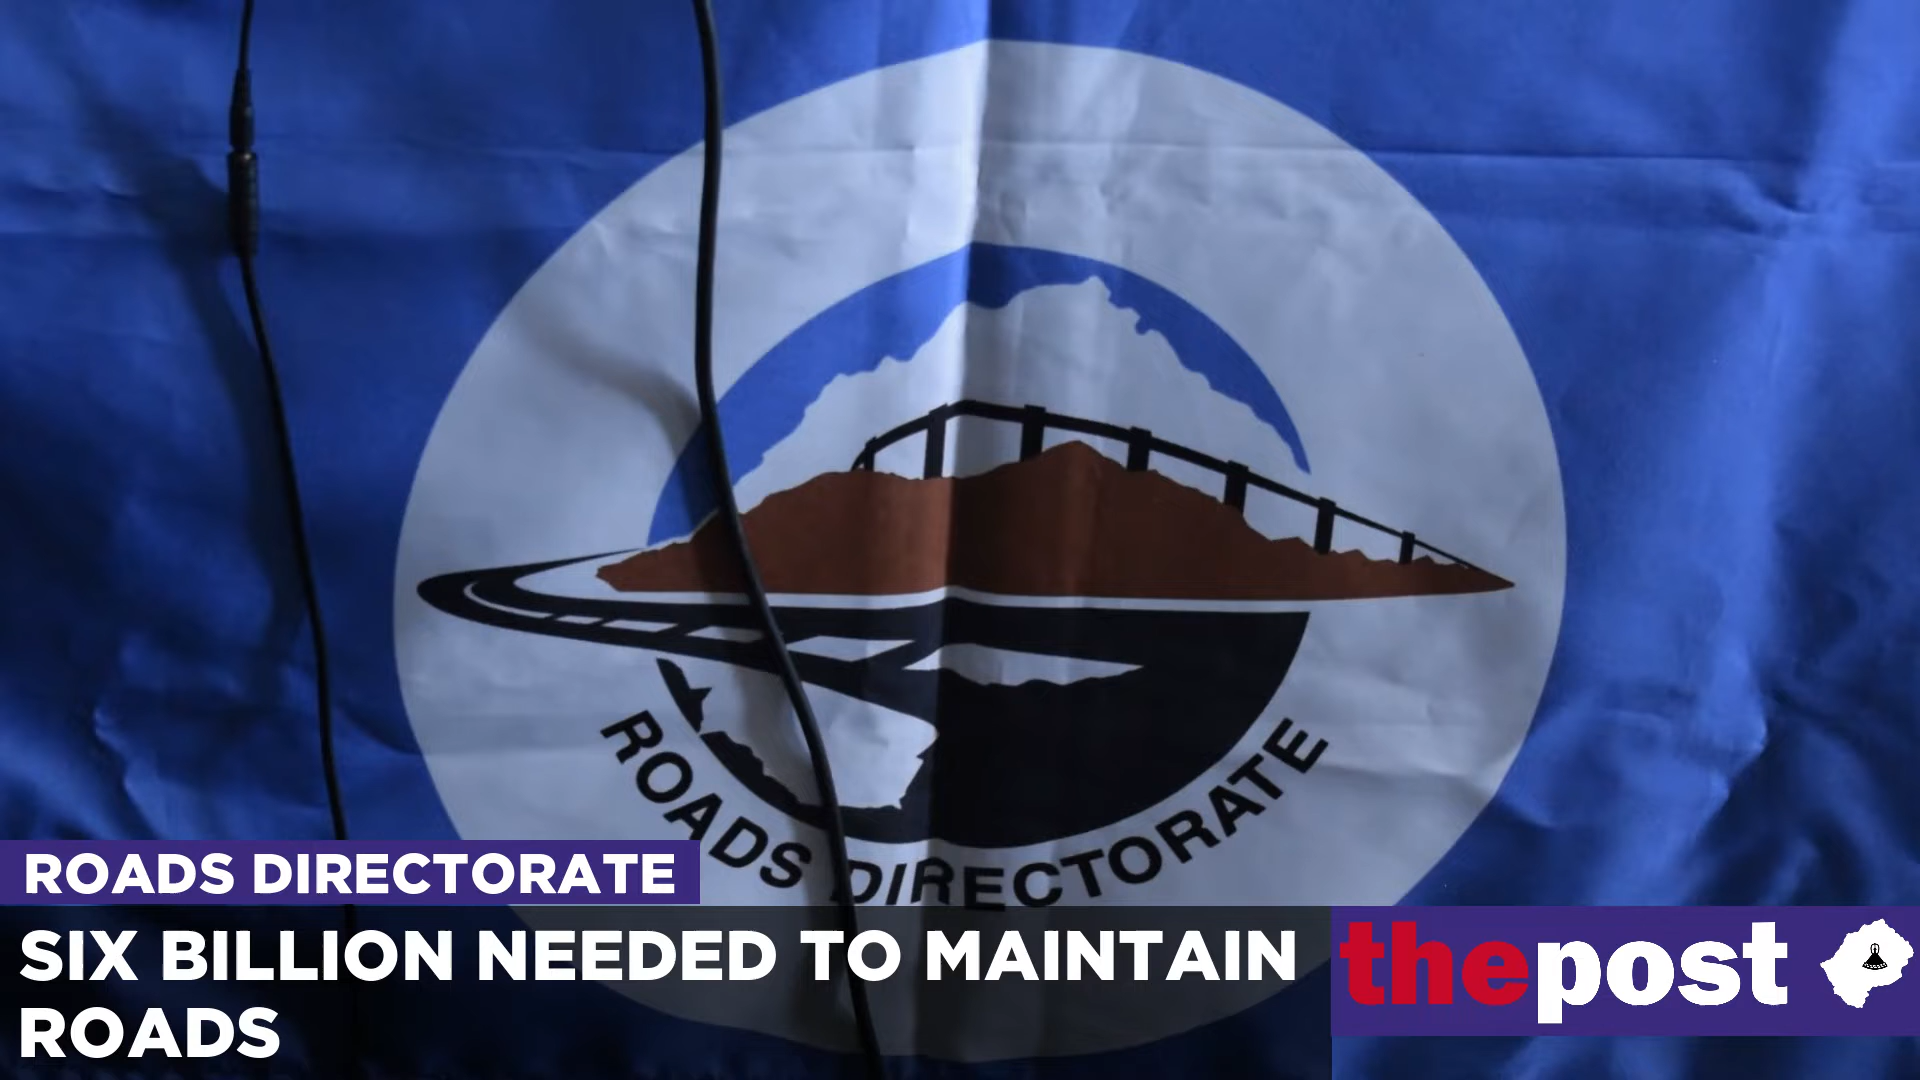 ROADS DIRECTORATE
ROADS DIRECTORATE
SIX BILLION NEEDED TO MAINTAIN
ROADS
thepost